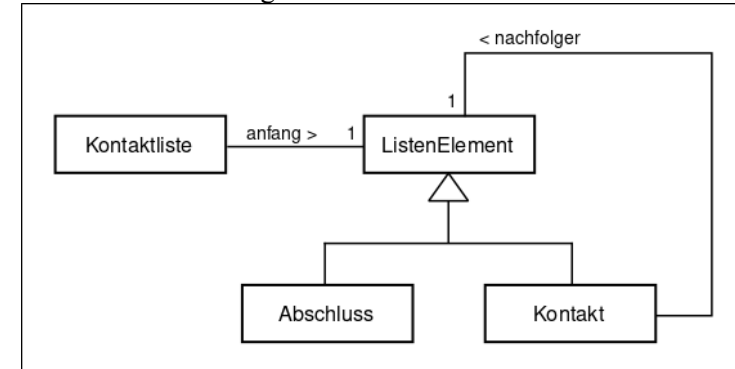 < nachfolger
1
Kontaktliste
anfang >
1
ListenElement
Abschluss
Kontakt